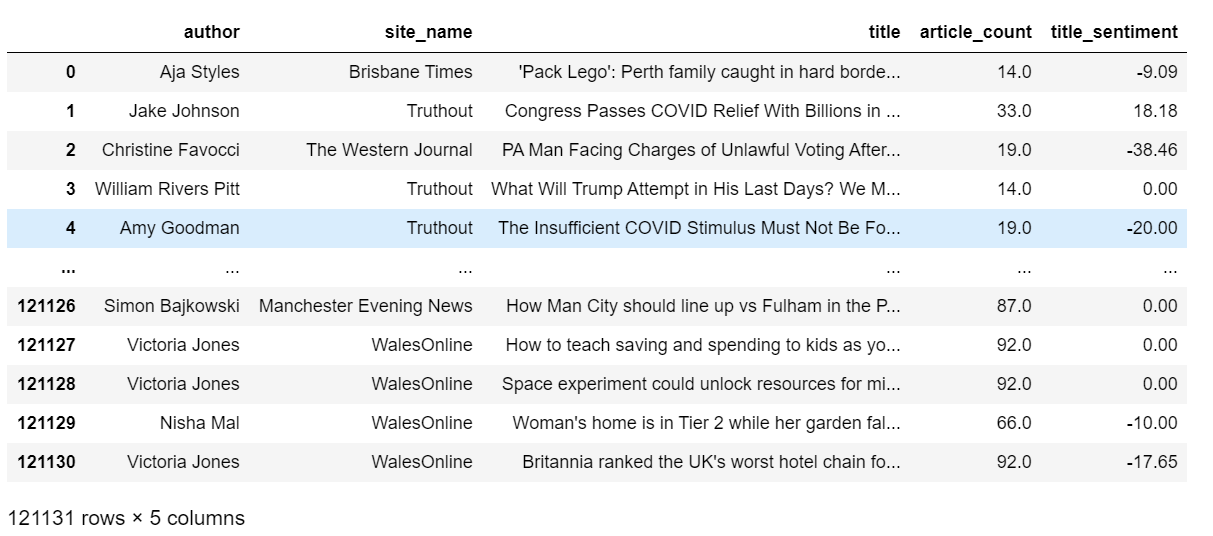 author site_name title article_count title_sentiment
0 Aja Styles Brisbane Times 'Pack Lego': Perth family caught in hard borde... 14.0 -9.09
1 Jake Johnson Truthout Congress Passes COVID Relief With Billions in ... 33.0 18.18
2 Christine Favocci The Western Journal PA Man Facing Charges of Unlawful Voting After... 19.0 -38.46
3 William Rivers Pitt Truthout What Will Trump Attempt in His Last Days? We M... 14.0 0.00
4 Amy Goodman Truthout The Insufficient COVID Stimulus Must Not Be Fo... 19.0 -20.00
... ... ... ... ... ...
121126 Simon Bajkowski Manchester Evening News How Man City should line up vs Fulham in the P... 87.0 0.00
121127 Victoria Jones WalesOnline How to teach saving and spending to kids as yo... 92.0 0.00
121128 Victoria Jones WalesOnline Space experiment could unlock resources for mi... 92.0 0.00
121129 Nisha Mal WalesOnline Woman's home is in Tier 2 while her garden fal... 66.0 -10.00
121130 Victoria Jones WalesOnline Britannia ranked the UK's worst hotel chain fo... 92.0 -17.65
121131 rows × 5 columns